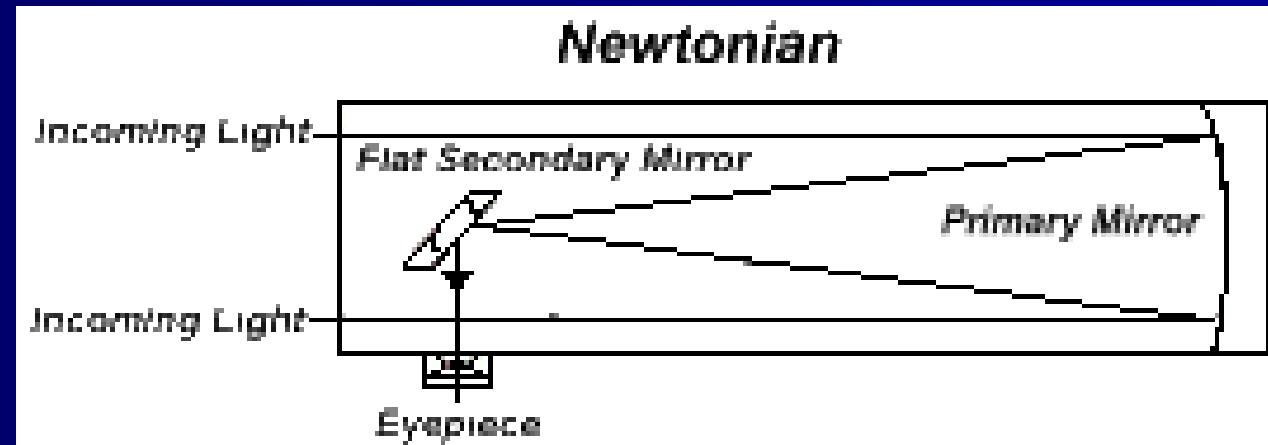 Newtonian
Incoming Light
Flat Secondary Mirror
Primary Mirror
Incoming Light
Eyepiece